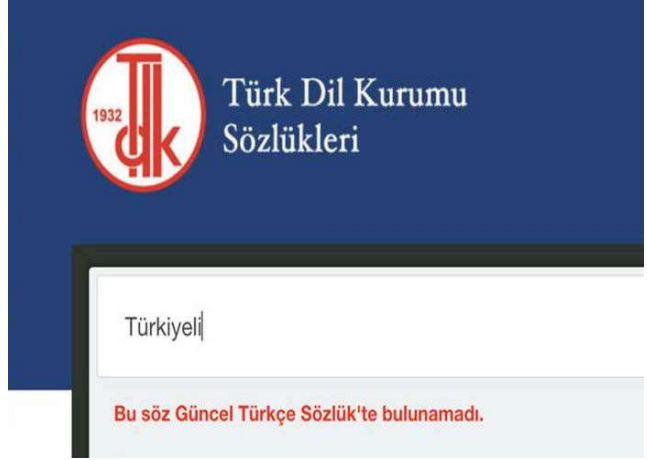 1932
TDK
Türk Dil Kurumu
Sözlükleri
Türkiyeli
Bu söz Güncel Türkçe Sözlük'te bulunamadı.